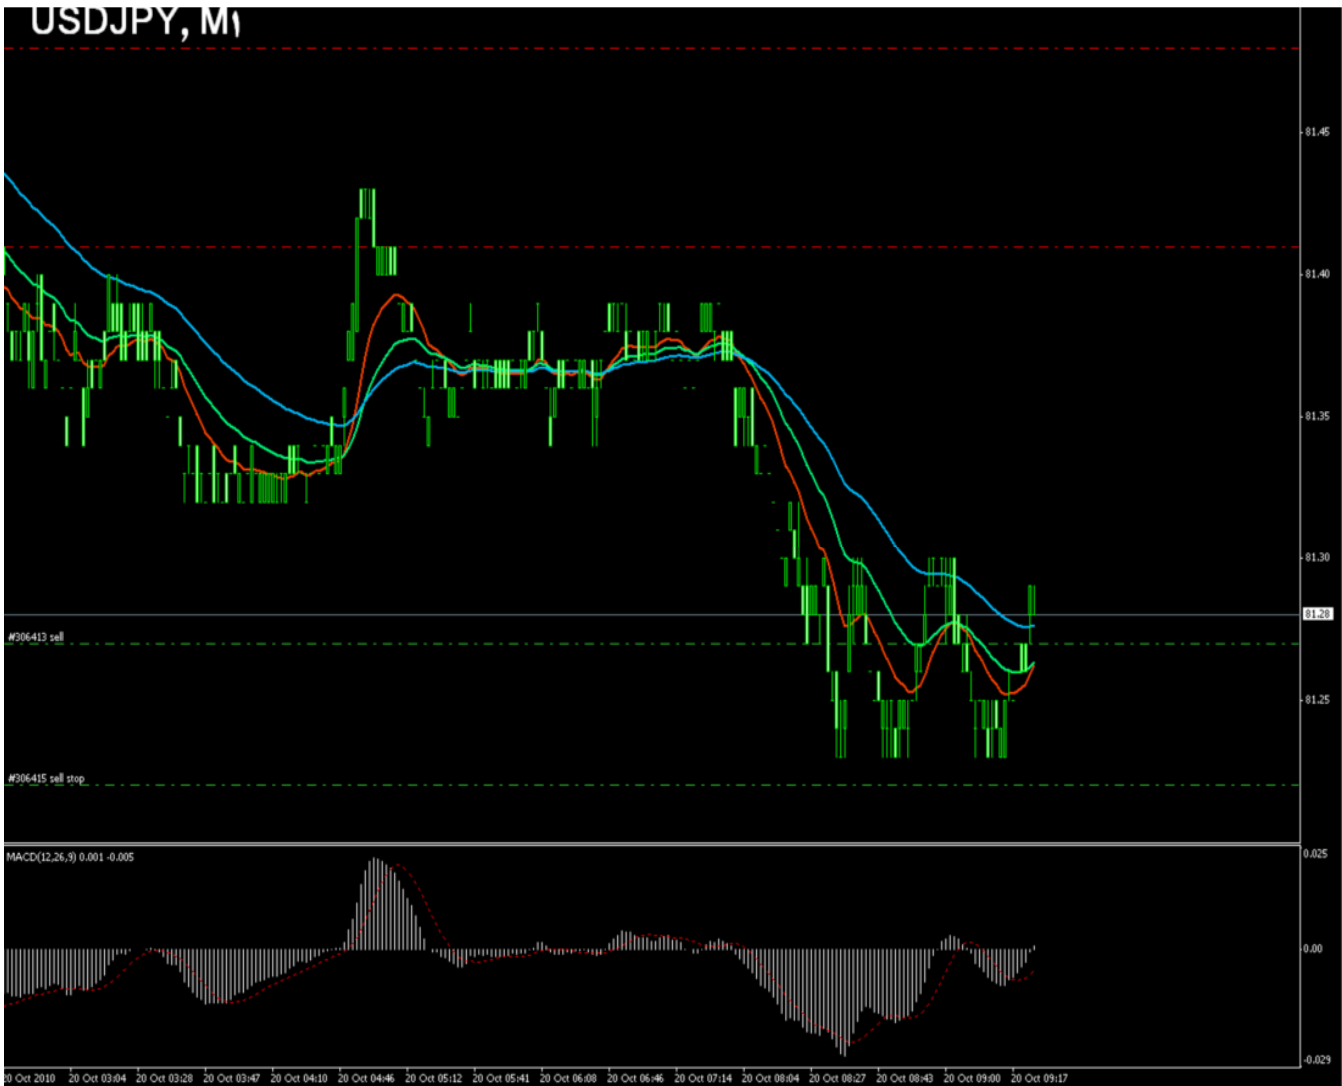 USDJPY, M1
81.45
81.40
81.35
81.30
81.28
#306413 sell
81.25
#306415 sell stop
MACD(12,26,9) 0.001 -0.005
0.025
0.00
-0.029
20 Oct 2010 20 Oct 03:04 20 Oct 03:28 20 Oct 03:47 20 Oct 04:10 20 Oct 04:46 20 Oct 05:12 20 Oct 05:41 20 Oct 06:08 20 Oct 06:46 20 Oct 07:14 20 Oct 08:04 20 Oct 08:27 20 Oct 08:43 20 Oct 09:00 20 Oct 09:17